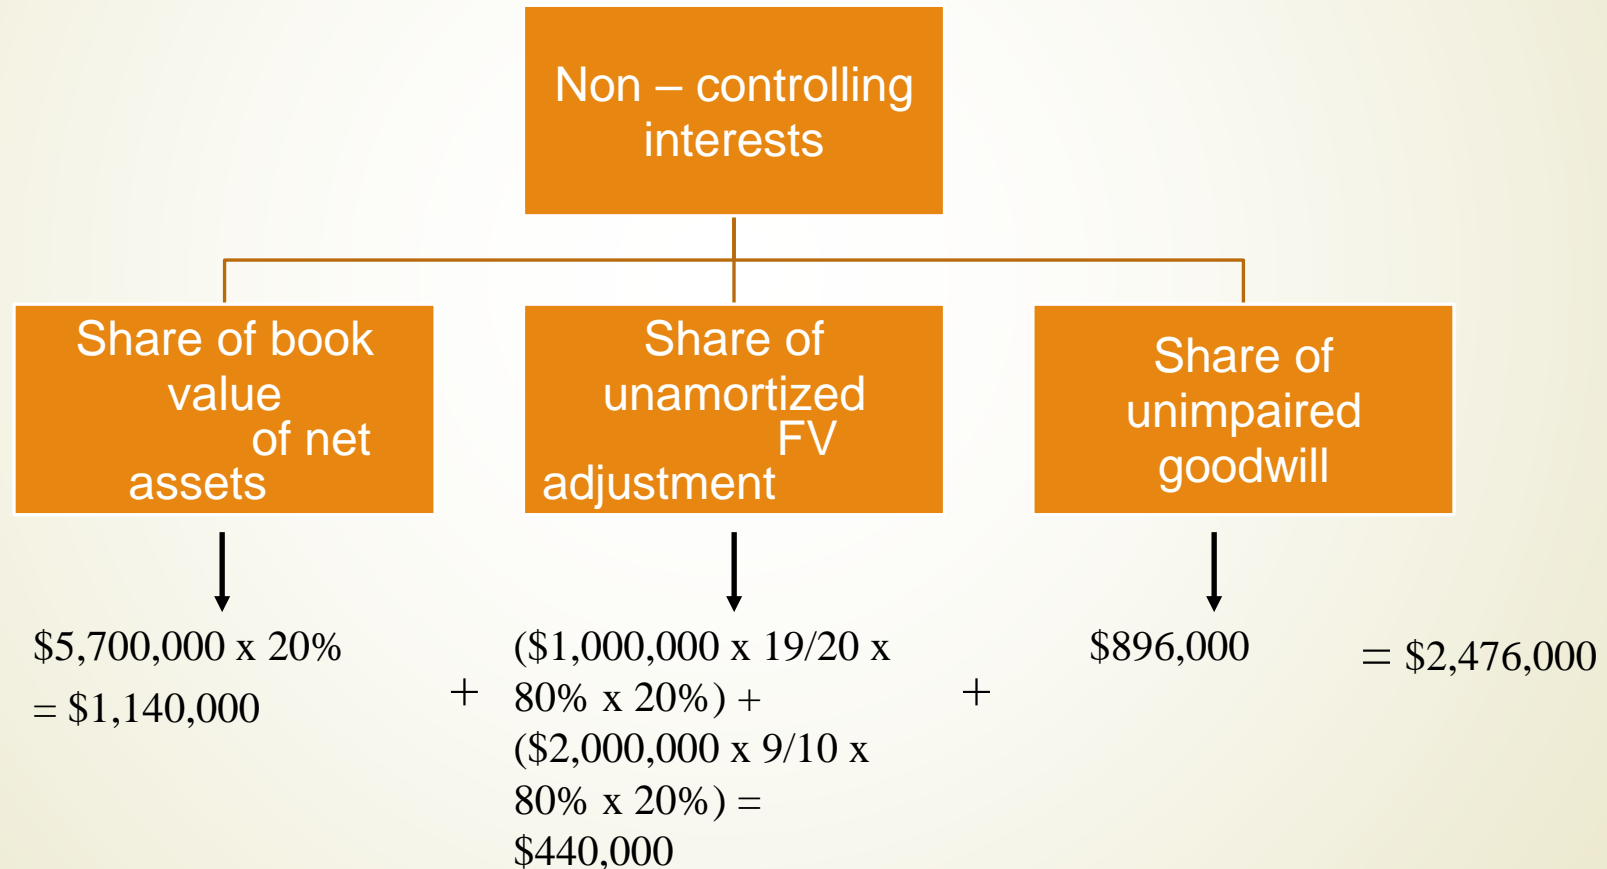 Non – controlling
interests
Share of book
value
of net
assets
Share of
unamortized
FV
adjustment
Share of
unimpaired
goodwill
$5,700,000 x 20%
= $1,140,000
+
($1,000,000 x 19/20 x
80% x 20%) +
($2,000,000 x 9/10 x
80% x 20%) =
$440,000
+
$896,000
= $2,476,000